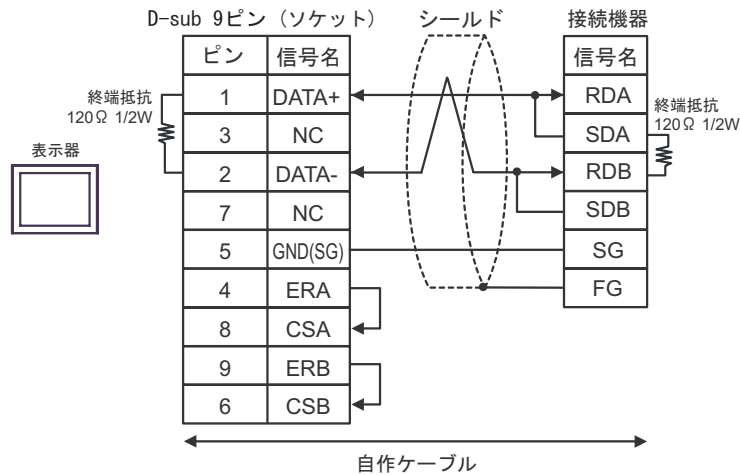 D-sub 9ピン (ソケット) シールド 接続機器
ピン 信号名 信号名
1 DATA+ RDA
終端抵抗
120Ω 1/2W
3 NC SDA
終端抵抗
120Ω 1/2W
表示器
2 DATA- RDB
7 NC SDB
5 GND(SG) SG
4 ERA FG
8 CSA
9 ERB
6 CSB
自作ケーブル